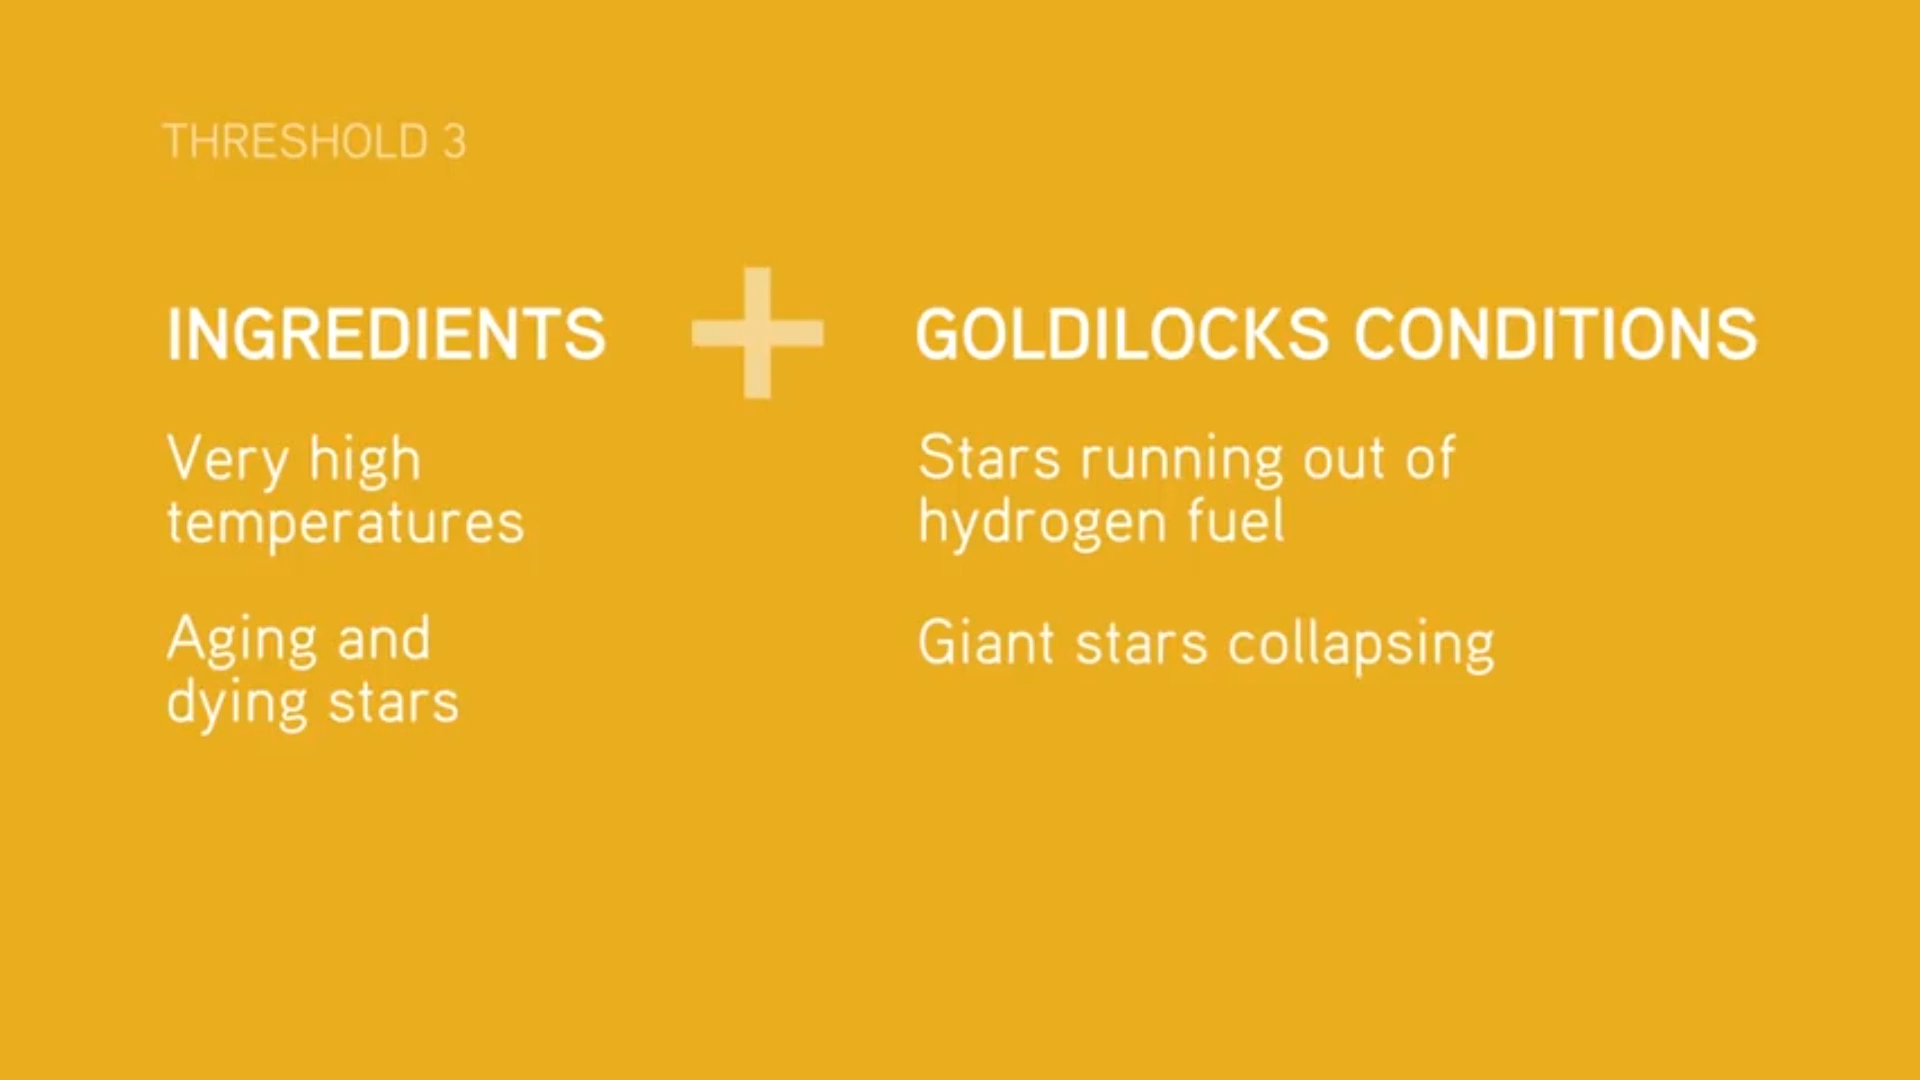 THRESHOLD 3
INGREDIENTS + GOLDILOCKS CONDITIONS
Very high
temperatures
Aging and
dying stars
Stars running out of
hydrogen fuel
Giant stars collapsing